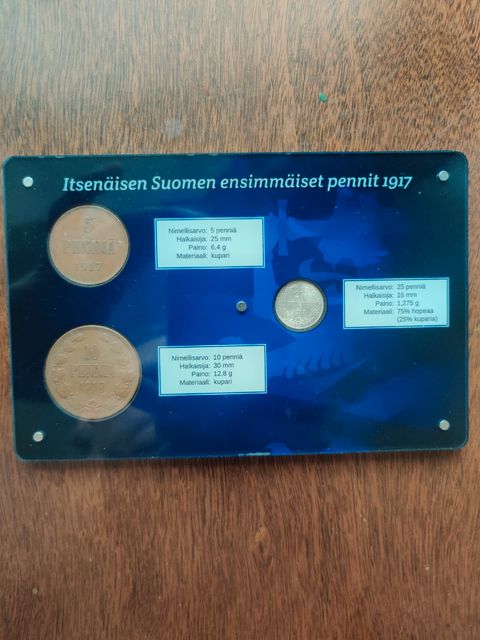 Itsenäisen Suomen ensimmäiset pennit 1917
5
PENNIÄ
1917
Nimellisarvo: 5 penniä
Halkaisija: 25 mm
Paino: 6,4 g
Materiaali: kupari
Nimellisarvo: 25 penniä
Halkaisija: 16 mm
Paino: 1,275 g
Materiaali: 75% hopeaa
(25% kuparia)
10
PENNIÄ
Nimellisarvo: 10 penniä
Halkaisija: 30 mm
Paino: 12,8 g
Materiaali: kupari